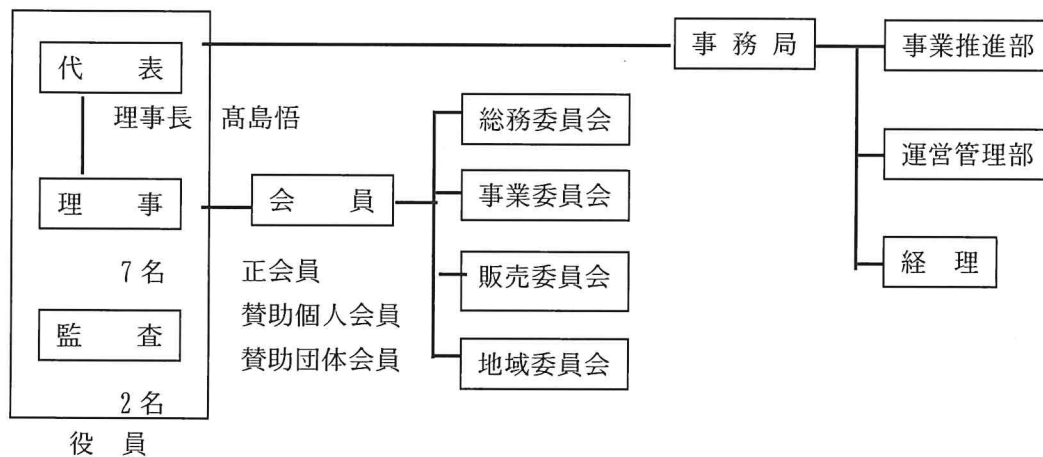 代　表
理事長　髙島悟
理　事
7名
監　査
2名
役　員
会　員
正会員
賛助個人会員
賛助団体会員
総務委員会
事業委員会
販売委員会
地域委員会
事 務 局
事業推進部
運営管理部
経　理